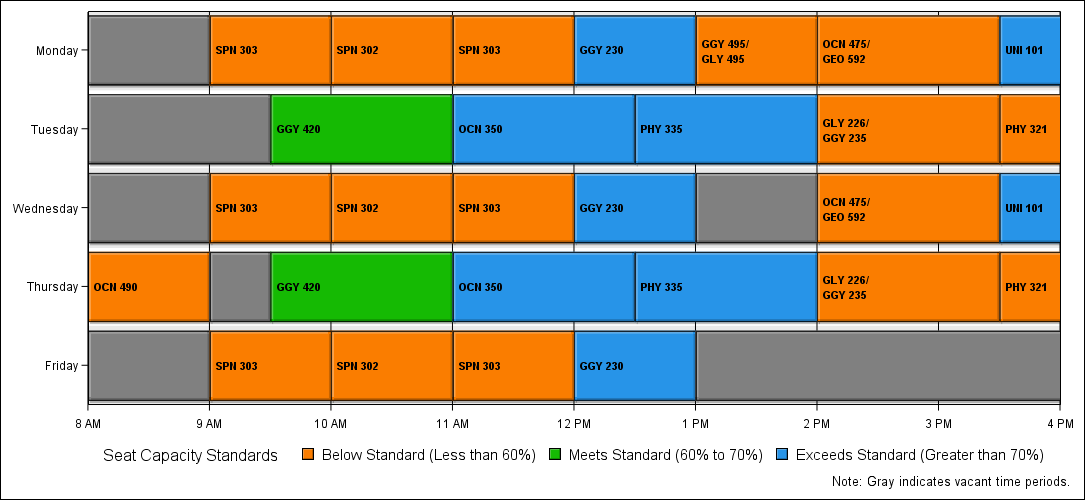 Monday
SPN 303
SPN 302
SPN 303
GGY 230
GGY 495/
GLY 495
OCN 475/
GEO 592
UNI 101
Tuesday
GGY 420
OCN 350
PHY 335
GLY 226/
GGY 235
PHY 321
Wednesday
SPN 303
SPN 302
SPN 303
GGY 230
OCN 475/
GEO 592
UNI 101
Thursday
OCN 490
GGY 420
OCN 350
PHY 335
GLY 226/
GGY 235
PHY 321
Friday
SPN 303
SPN 302
SPN 303
GGY 230
8 AM 9 AM 10 AM 11 AM 12 PM 1 PM 2 PM 3 PM 4 PM
Seat Capacity Standards Below Standard (Less than 60%) Meets Standard (60% to 70%) Exceeds Standard (Greater than 70%)
Note: Gray indicates vacant time periods.